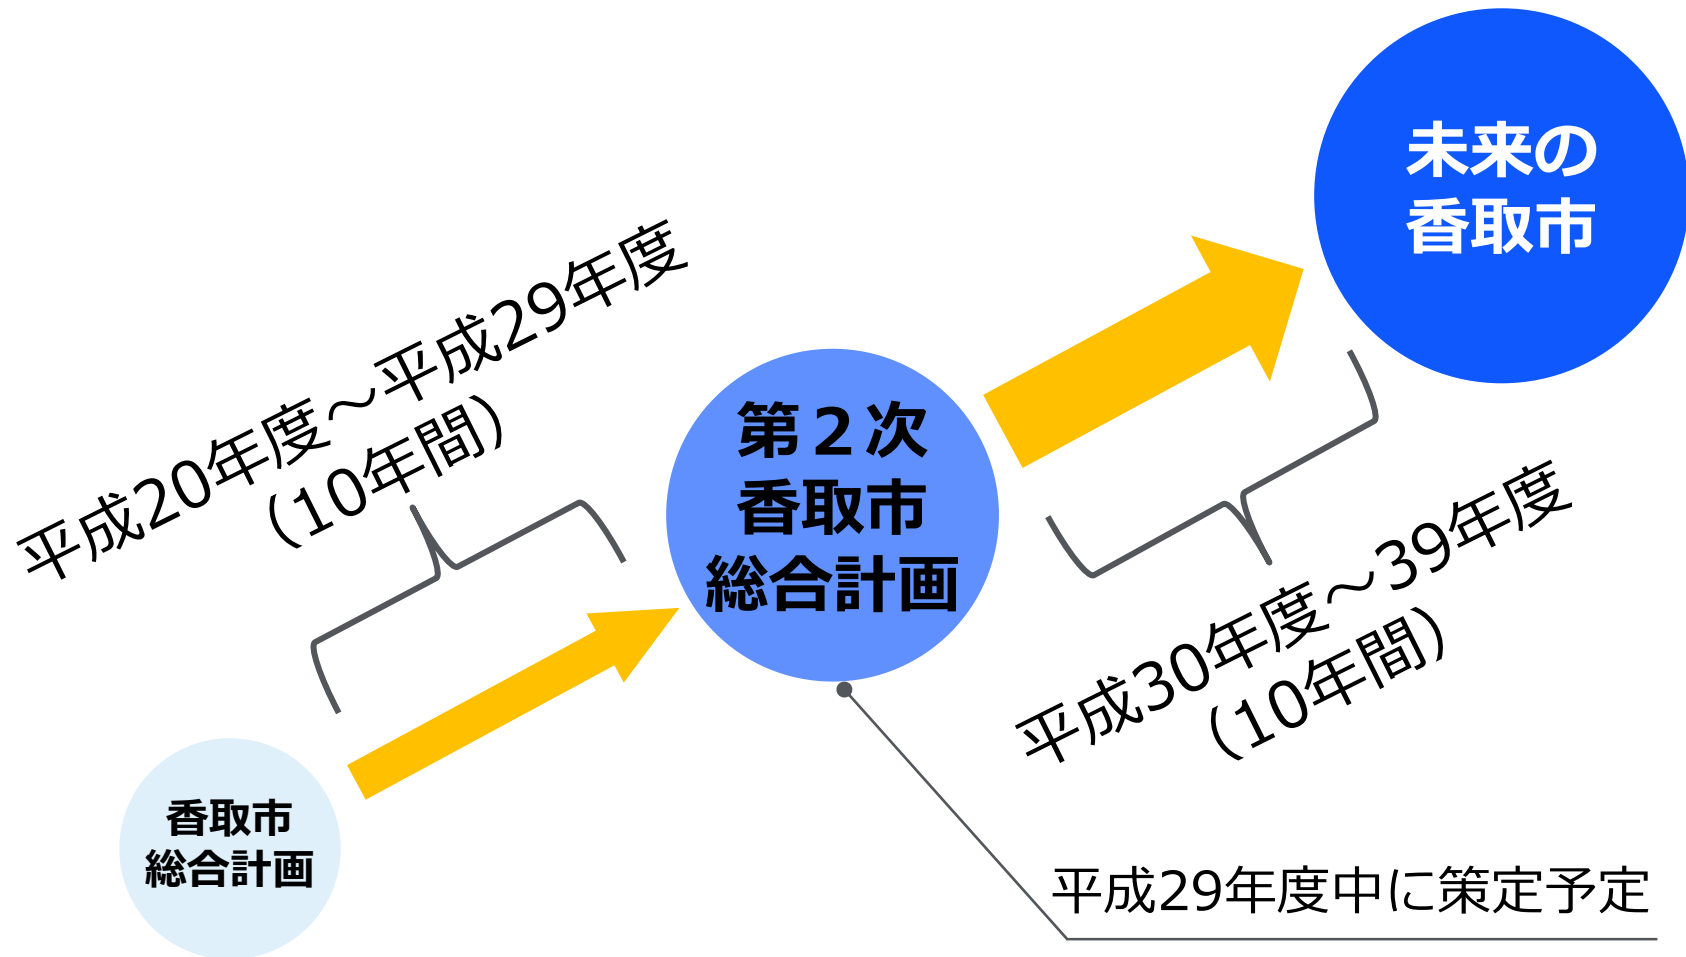 未来の
香取市
平成20年度～平成29年度
（10年間）
第２次
香取市
総合計画
平成30年度～39年度
（10年間）
香取市
総合計画
平成29年度中に策定予定